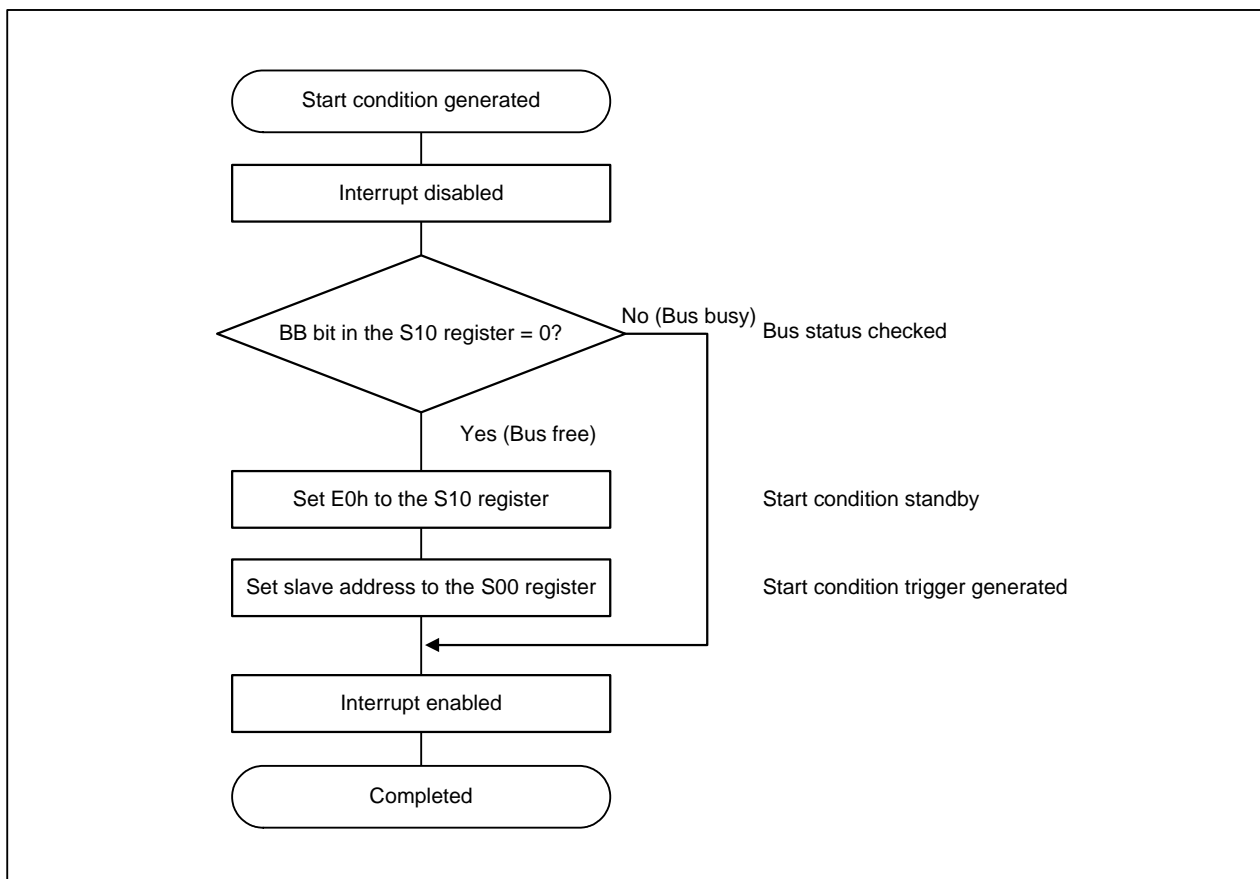 Start condition generated
Interrupt disabled
BB bit in the S10 register = 0?
No (Bus busy)
Bus status checked
Yes (Bus free)
Set E0h to the S10 register
Start condition standby
Set slave address to the S00 register
Start condition trigger generated
Interrupt enabled
Completed